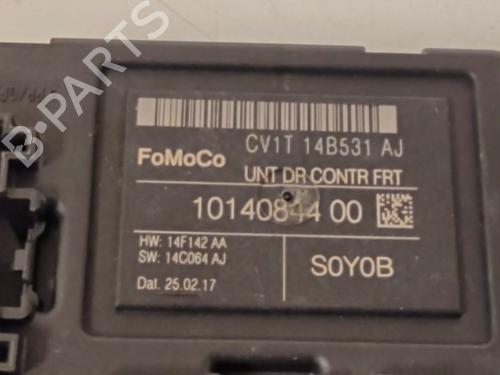 CV1T 14B531 AJ
FoMoCo
UNT DR CONTR FRT
10140844 00
HW: 14F142 AA
SW: 14C064 AJ
S0Y0B
Dat. 25.02.17
B-PARTS